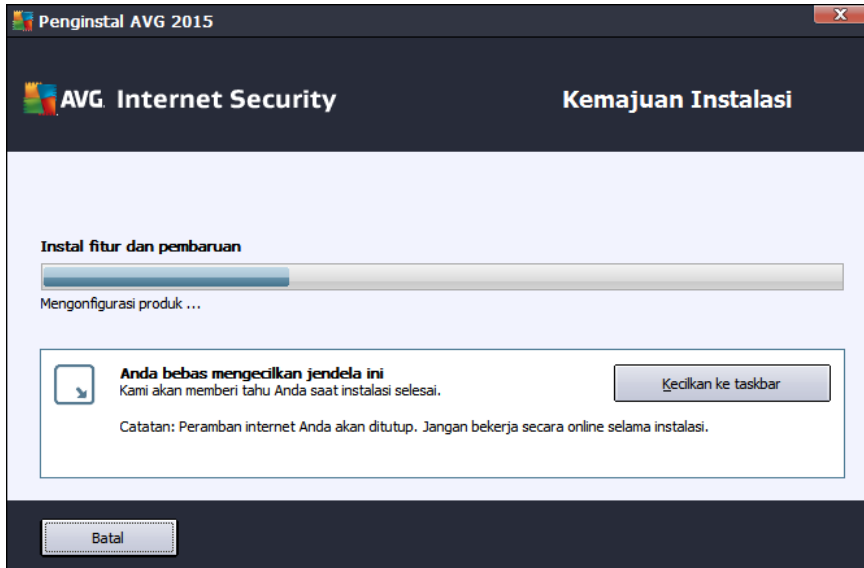 Penginstal AVG 2015
X
AVG. Internet Security
Kemajuan Instalasi
Instal fitur dan pembaruan
Mengonfigurasi produk ...
Anda bebas mengecilkan jendela ini
Kami akan memberi tahu Anda saat instalasi selesai.
Kecilkan ke taskbar
Catatan: Peramban internet Anda akan ditutup. Jangan bekerja secara online selama instalasi.
Batal